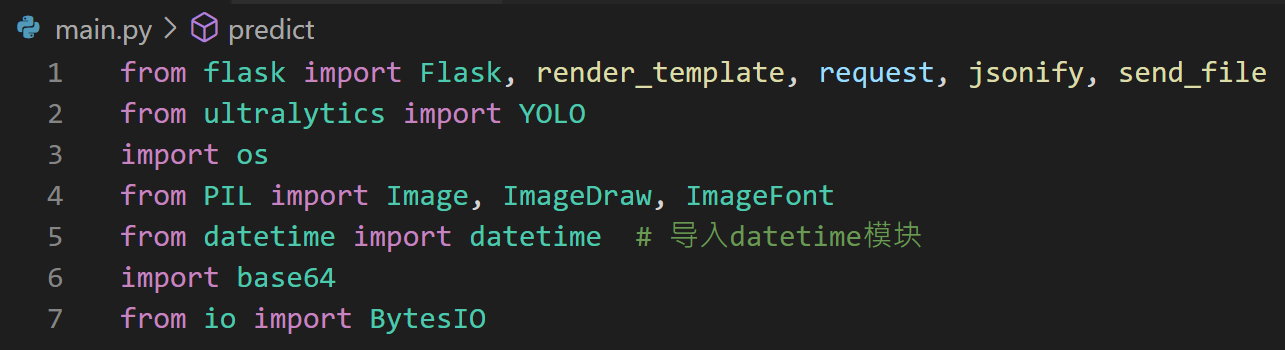 main.py > predict
1 from flask import Flask, render_template, request, jsonify, send_file
2 from ultralytics import YOLO
3 import os
4 from PIL import Image, ImageDraw, ImageFont
5 from datetime import datetime  # 导入datetime模块
6 import base64
7 from io import BytesIO